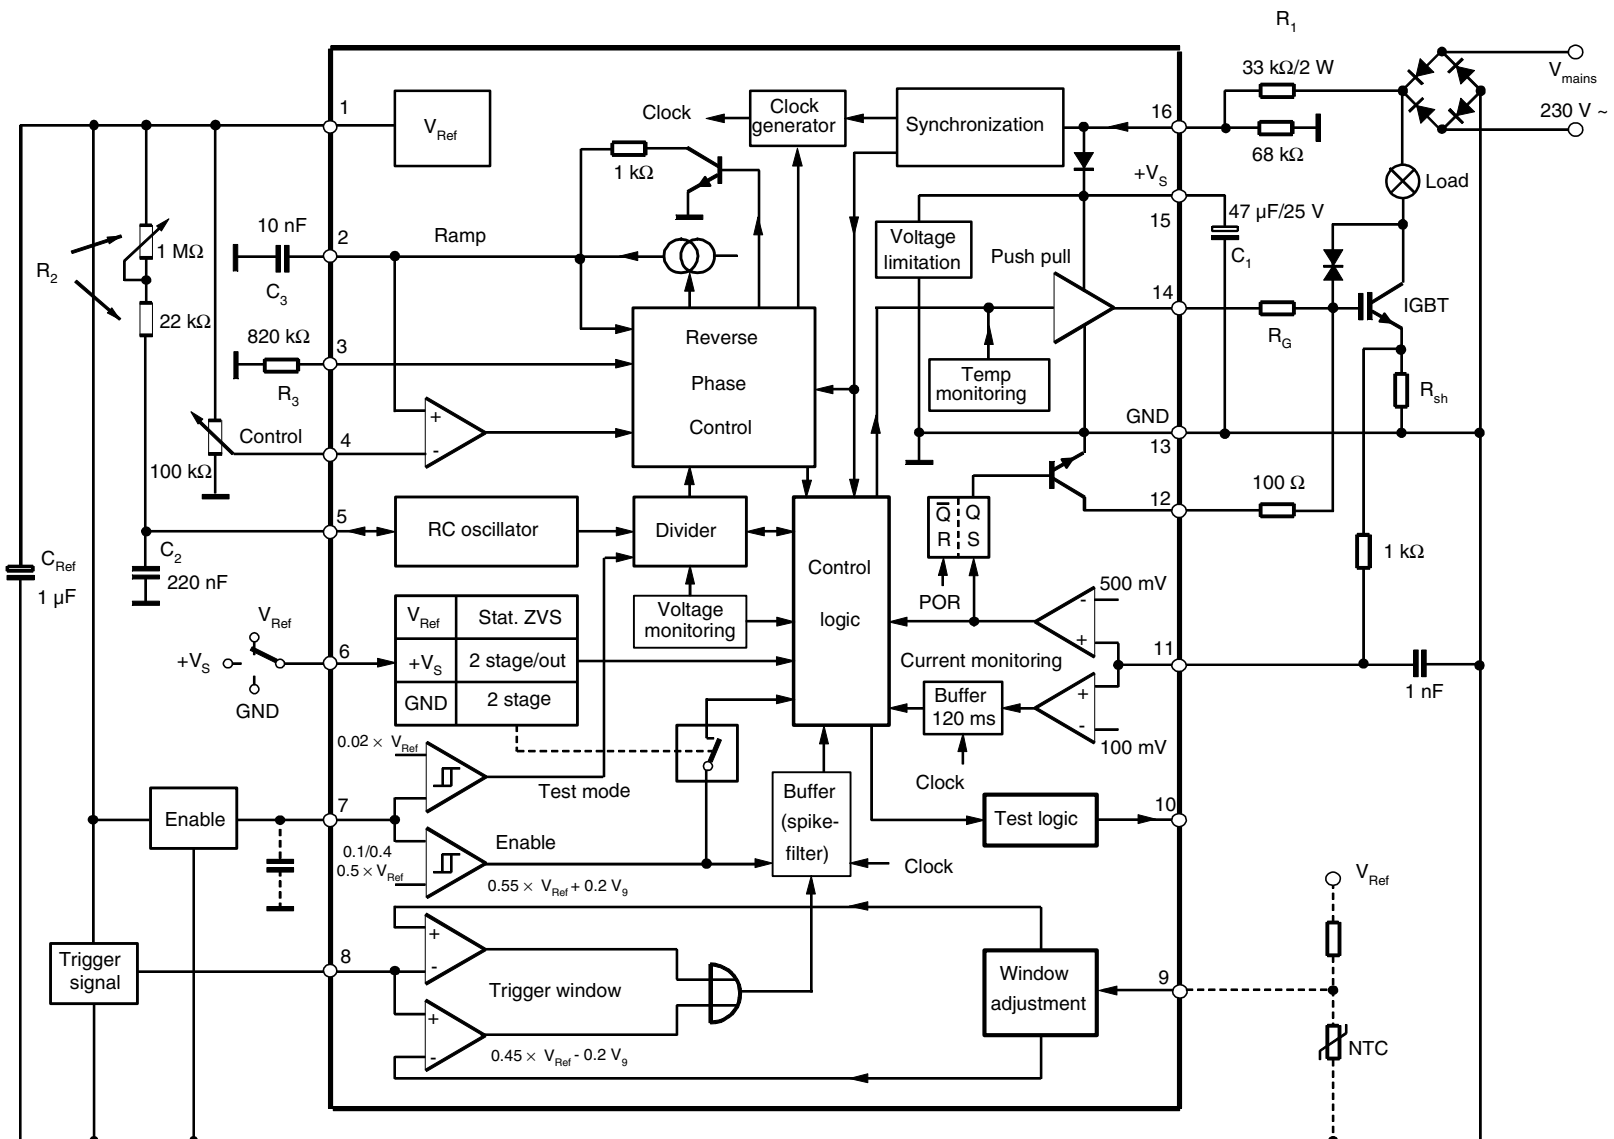 R1
33 kΩ/2 W
Vmains
230 V ~
68 kΩ
1
VRef
Clock
Clock
generator
Synchronization
16
1 kΩ
+VS
15
47 µF/25 V
C1
Load
10 nF
2
Ramp
C3
1 MΩ
R2
22 kΩ
Voltage
limitation
Push pull
14
RG
IGBT
820 kΩ
3
R3
Reverse
Phase
Control
Temp
monitoring
Rsh
GND
13
Control
4
+
-
100 kΩ
12
100 Ω
5
RC oscillator
Divider
Q Q
R S
POR
C2
220 nF
CRef
1 µF
Control
logic
1 kΩ
500 mV
-
+
VRef
+VS
GND
6
VRef
Stat. ZVS
+VS
2 stage/out
GND
2 stage
Voltage
monitoring
Current monitoring
11
1 nF
Buffer
120 ms
+
-
100 mV
Clock
0.02 × VRef
Test mode
Enable
7
Enable
0.1/0.4
0.5 × VRef
Buffer
(spike-
filter)
Clock
Test logic
10
0.55 × VRef + 0.2 V9
VRef
Trigger
signal
8
+
-
Trigger window
+
-
0.45 × VRef - 0.2 V9
Window
adjustment
9
NTC